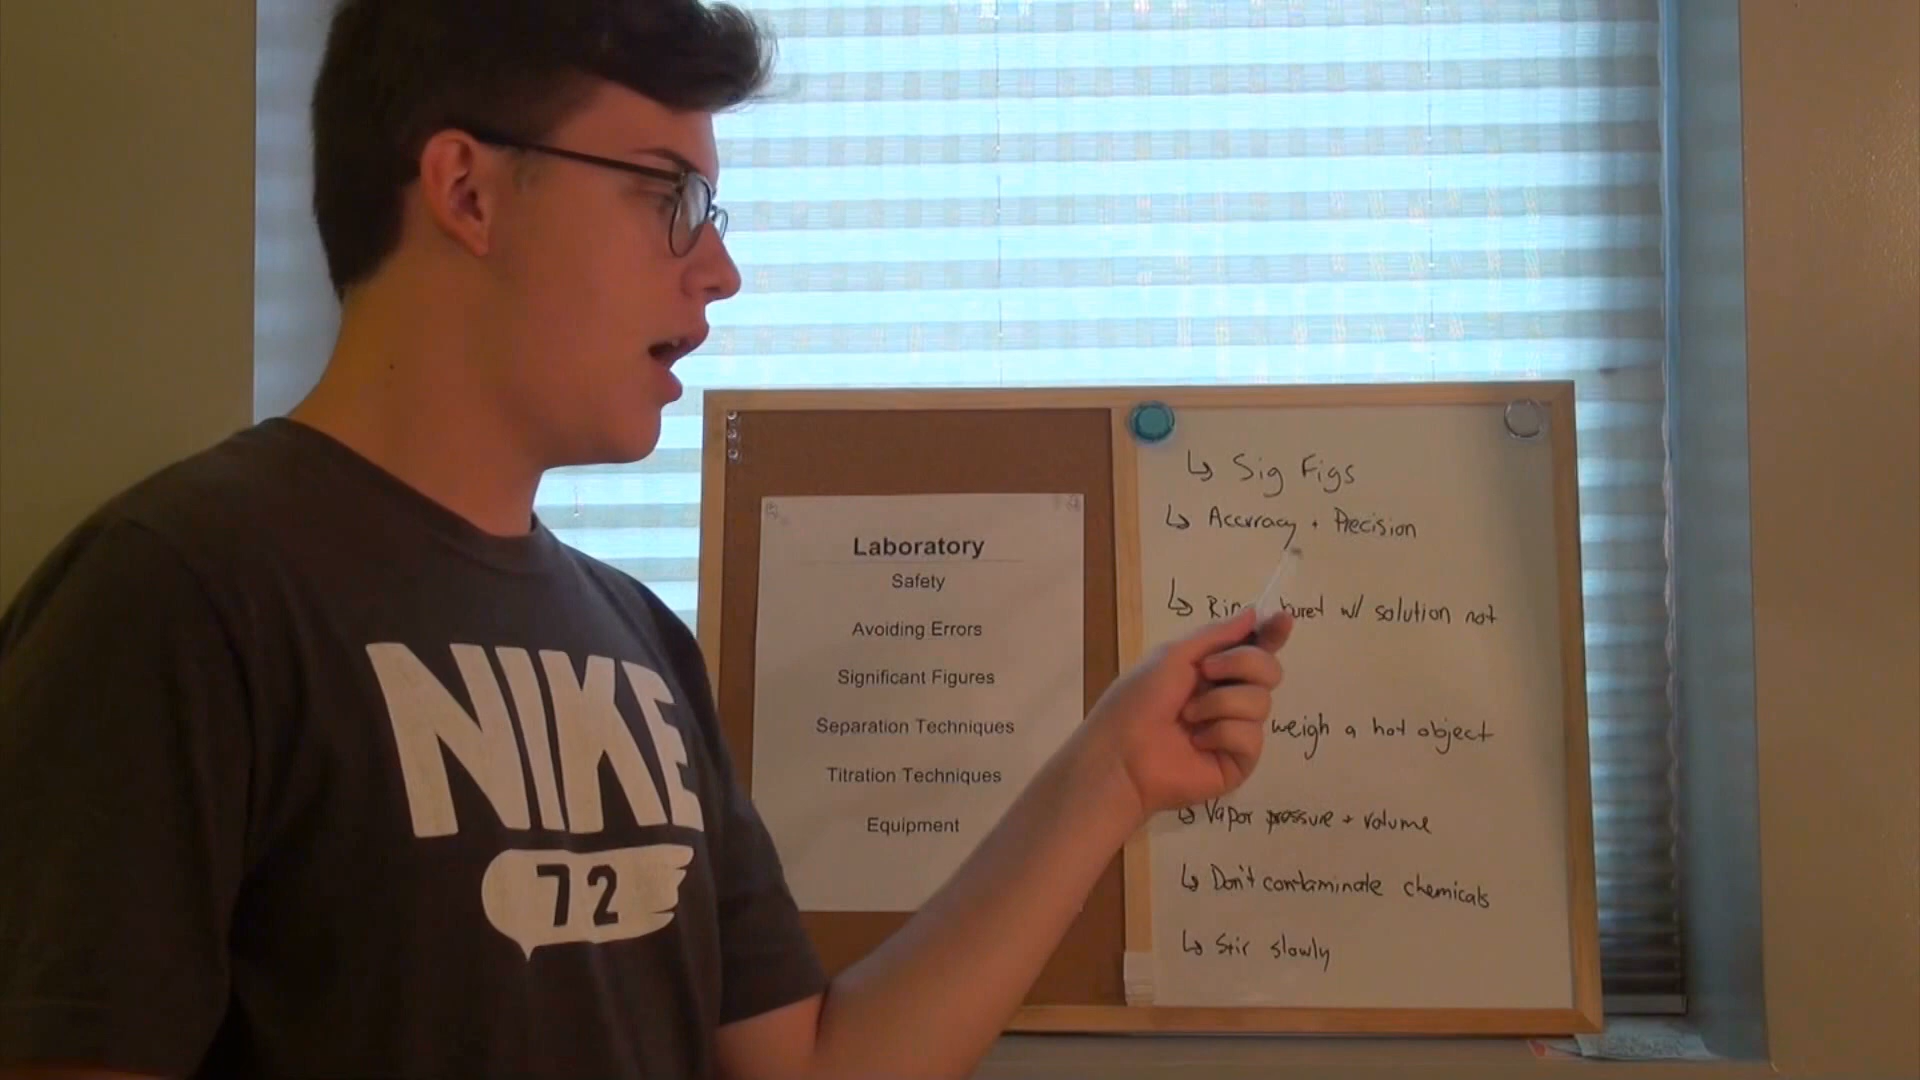 NIKE
72
Laboratory
Safety
Avoiding Errors
Significant Figures
Separation Techniques
Titration Techniques
Equipment
↳ Sig Figs
↳ Accuracy + Precision
↳ buret w/ solution not
weigh a hot object
↳ Vapor pressure + volume
↳ Don't contaminate chemicals
↳ Stir slowly